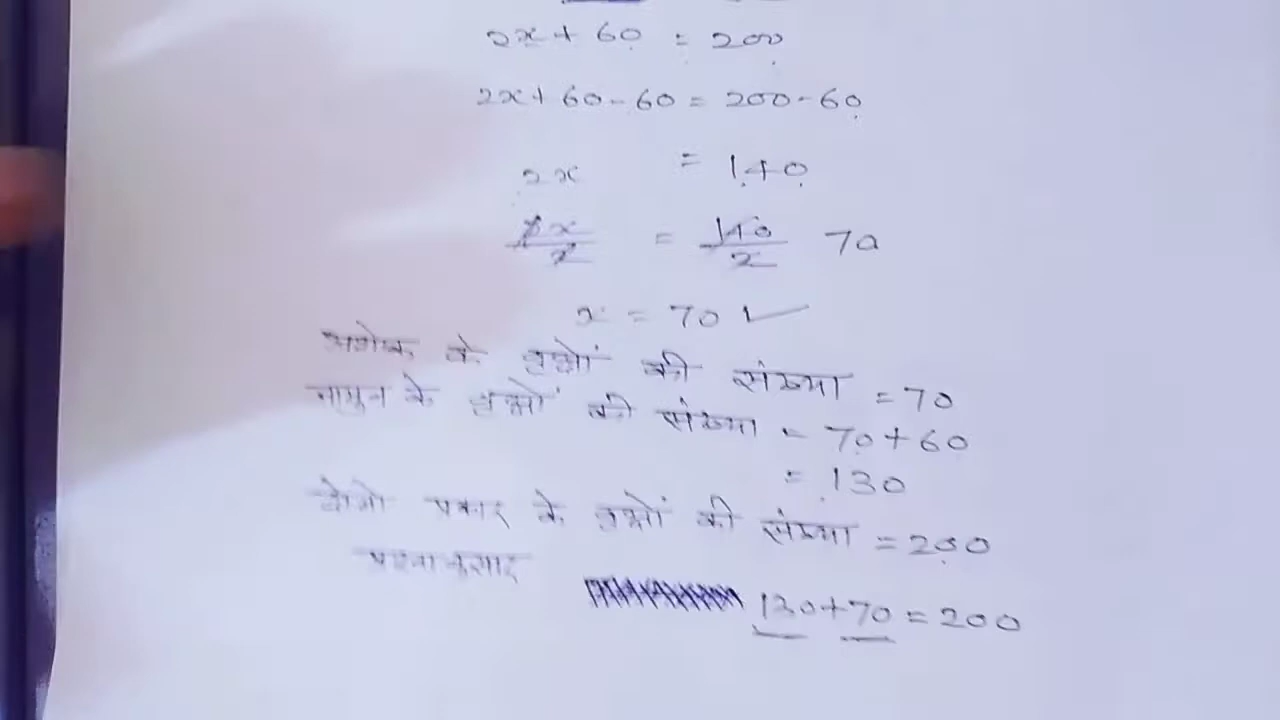 2x + 60 = 200
2x + 60 - 60 = 200 - 60
2x = 140
2x/2 = 140/2 70
x = 70 ✓
अशोक के वृक्षों की संख्या = 70
जामुन के वृक्षों की संख्या = 70 + 60
= 130
दोनो प्रकार के वृक्षों की संख्या = 200
प्रश्नानुसार
130 + 70 = 200